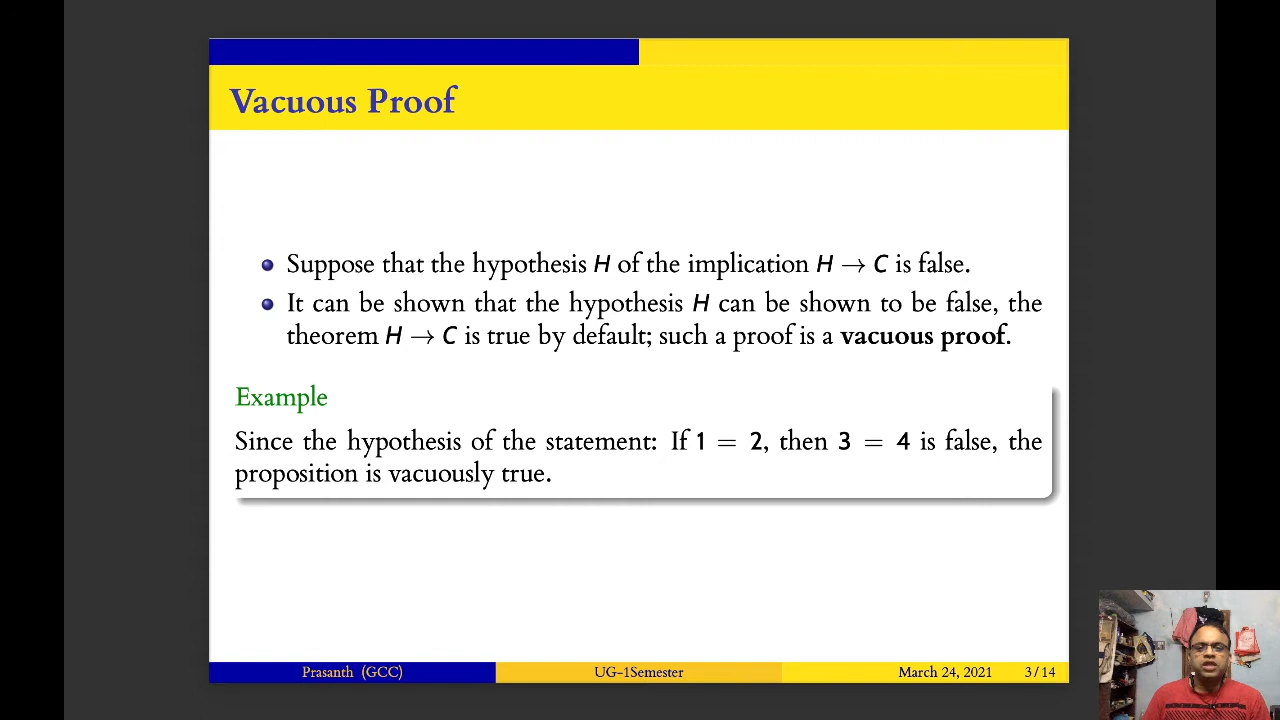 Vacuous Proof
Suppose that the hypothesis H of the implication H → C is false.
It can be shown that the hypothesis H can be shown to be false, the
theorem H → C is true by default; such a proof is a vacuous proof.
Example
Since the hypothesis of the statement: If 1 = 2, then 3 = 4 is false, the
proposition is vacuously true.
Prasanth (GCC) UG-1Semester March 24, 2021 3 / 14